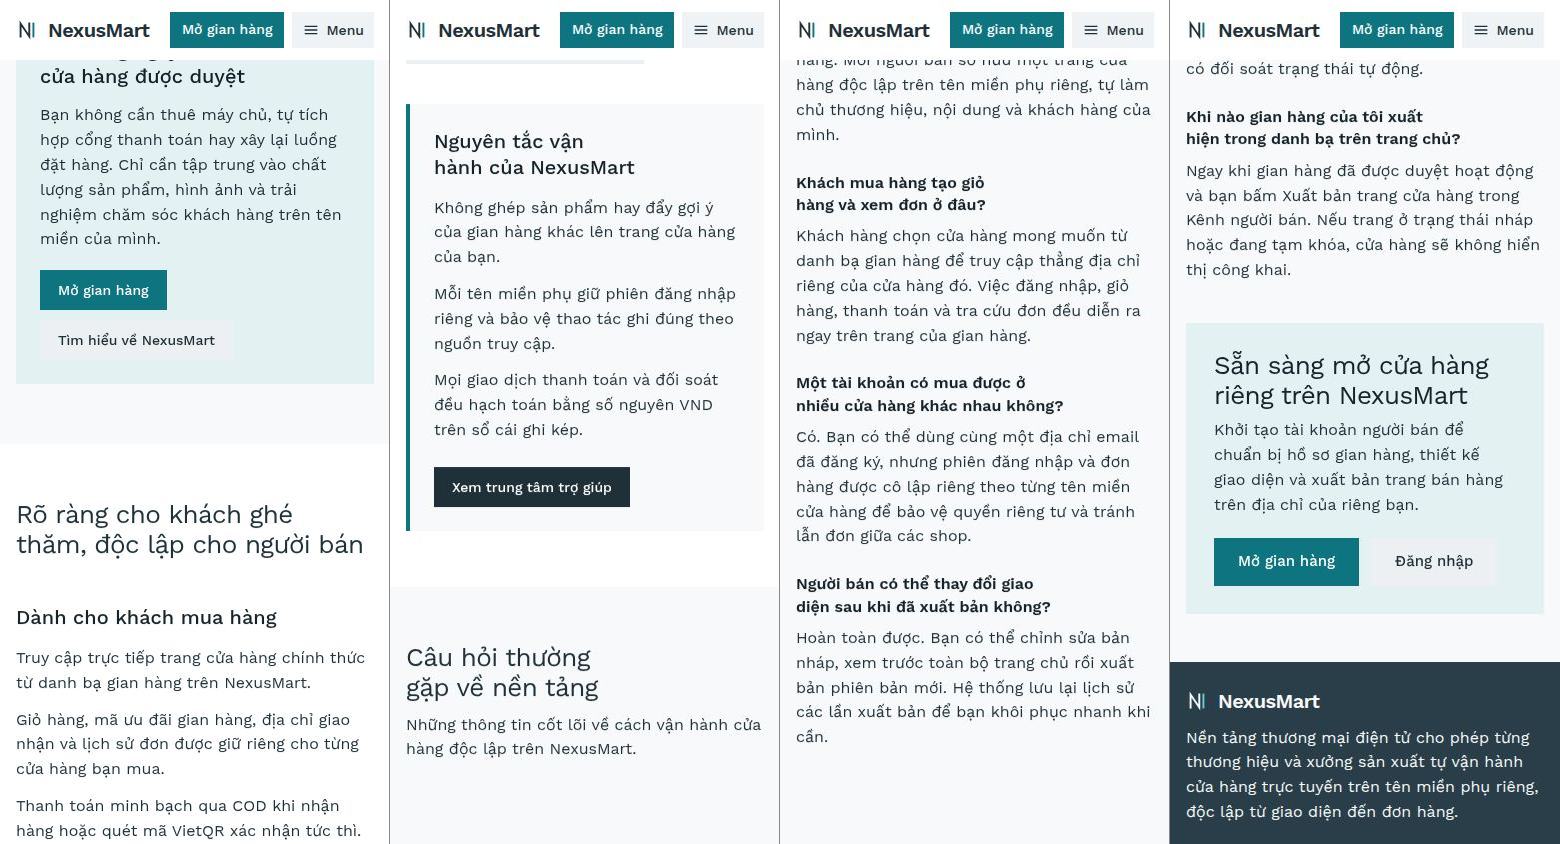 NexusMart
Mở gian hàng
Menu
cửa hàng được duyệt
Bạn không cần thuê máy chủ, tự tích
hợp cổng thanh toán hay xây lại luồng
đặt hàng. Chỉ cần tập trung vào chất
lượng sản phẩm, hình ảnh và trải
nghiệm chăm sóc khách hàng trên tên
miền của mình.
Mở gian hàng
Tìm hiểu về NexusMart
Rõ ràng cho khách ghé
thăm, độc lập cho người bán
Dành cho khách mua hàng
Truy cập trực tiếp trang cửa hàng chính thức
từ danh bạ gian hàng trên NexusMart.
Giỏ hàng, mã ưu đãi gian hàng, địa chỉ giao
nhận và lịch sử đơn được giữ riêng cho từng
cửa hàng bạn mua.
Thanh toán minh bạch qua COD khi nhận
hàng hoặc quét mã VietQR xác nhận tức thì.
NexusMart
Mở gian hàng
Menu
Nguyên tắc vận
hành của NexusMart
Không ghép sản phẩm hay đẩy gợi ý
của gian hàng khác lên trang cửa hàng
của bạn.
Mỗi tên miền phụ giữ phiên đăng nhập
riêng và bảo vệ thao tác ghi đúng theo
nguồn truy cập.
Mọi giao dịch thanh toán và đối soát
đều hạch toán bằng số nguyên VND
trên sổ cái ghi kép.
Xem trung tâm trợ giúp
Câu hỏi thường
gặp về nền tảng
Những thông tin cốt lõi về cách vận hành cửa
hàng độc lập trên NexusMart.
NexusMart
Mở gian hàng
Menu
hàng. Mỗi người bán sở hữu một trang cửa
hàng độc lập trên tên miền phụ riêng, tự làm
chủ thương hiệu, nội dung và khách hàng của
mình.
Khách mua hàng tạo giỏ
hàng và xem đơn ở đâu?
Khách hàng chọn cửa hàng mong muốn từ
danh bạ gian hàng để truy cập thẳng địa chỉ
riêng của cửa hàng đó. Việc đăng nhập, giỏ
hàng, thanh toán và tra cứu đơn đều diễn ra
ngay trên trang của gian hàng.
Một tài khoản có mua được ở
nhiều cửa hàng khác nhau không?
Có. Bạn có thể dùng cùng một địa chỉ email
đã đăng ký, nhưng phiên đăng nhập và đơn
hàng được cô lập riêng theo từng tên miền
cửa hàng để bảo vệ quyền riêng tư và tránh
lẫn đơn giữa các shop.
Người bán có thể thay đổi giao
diện sau khi đã xuất bản không?
Hoàn toàn được. Bạn có thể chỉnh sửa bản
nháp, xem trước toàn bộ trang chủ rồi xuất
bản phiên bản mới. Hệ thống lưu lại lịch sử
các lần xuất bản để bạn khôi phục nhanh khi
cần.
NexusMart
Mở gian hàng
Menu
có đối soát trạng thái tự động.
Khi nào gian hàng của tôi xuất
hiện trong danh bạ trên trang chủ?
Ngay khi gian hàng đã được duyệt hoạt động
và bạn bấm Xuất bản trang cửa hàng trong
Kênh người bán. Nếu trang ở trạng thái nháp
hoặc đang tạm khóa, cửa hàng sẽ không hiển
thị công khai.
Sẵn sàng mở cửa hàng
riêng trên NexusMart
Khởi tạo tài khoản người bán để
chuẩn bị hồ sơ gian hàng, thiết kế
giao diện và xuất bản trang bán hàng
trên địa chỉ của riêng bạn.
Mở gian hàng
Đăng nhập
NexusMart
Nền tảng thương mại điện tử cho phép từng
thương hiệu và xưởng sản xuất tự vận hành
cửa hàng trực tuyến trên tên miền phụ riêng,
độc lập từ giao diện đến đơn hàng.